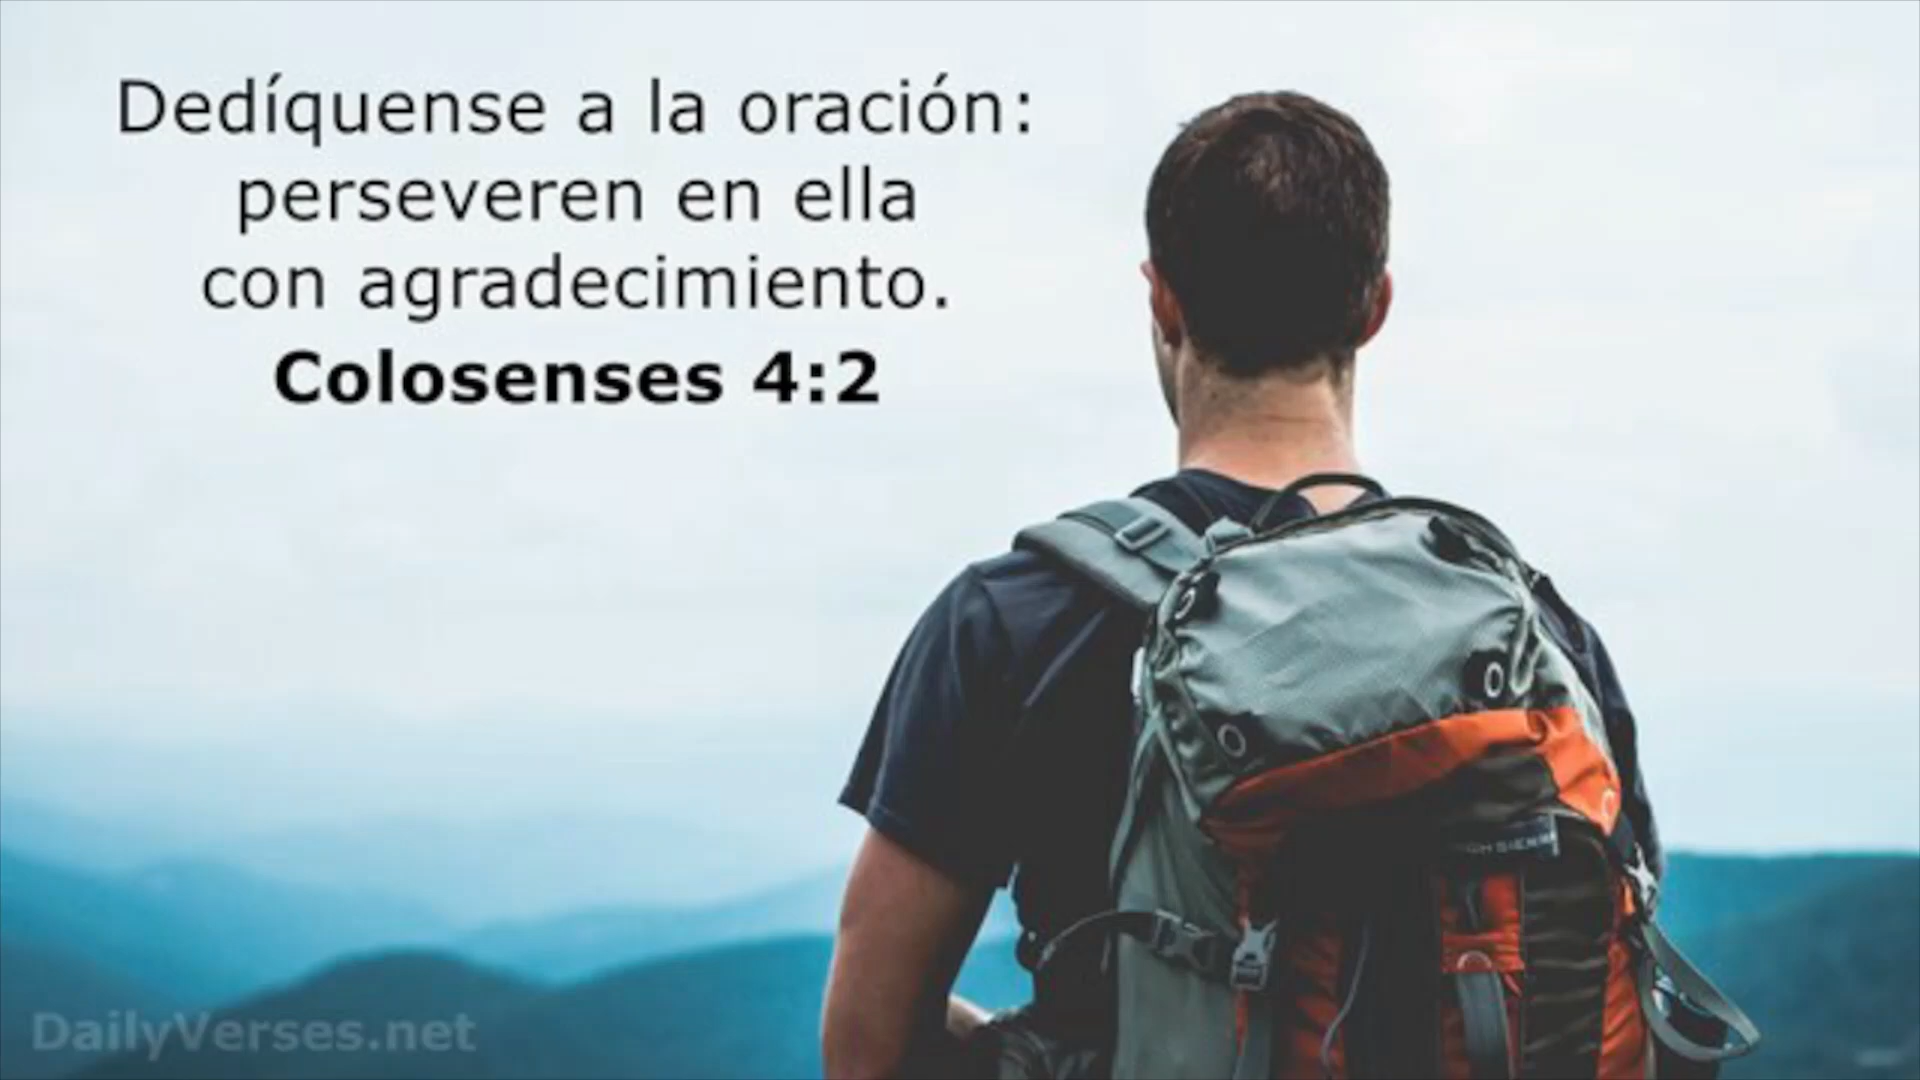 Dedíquense a la oración:
perseveren en ella
con agradecimiento.
Colosenses 4:2
DailyVerses.net